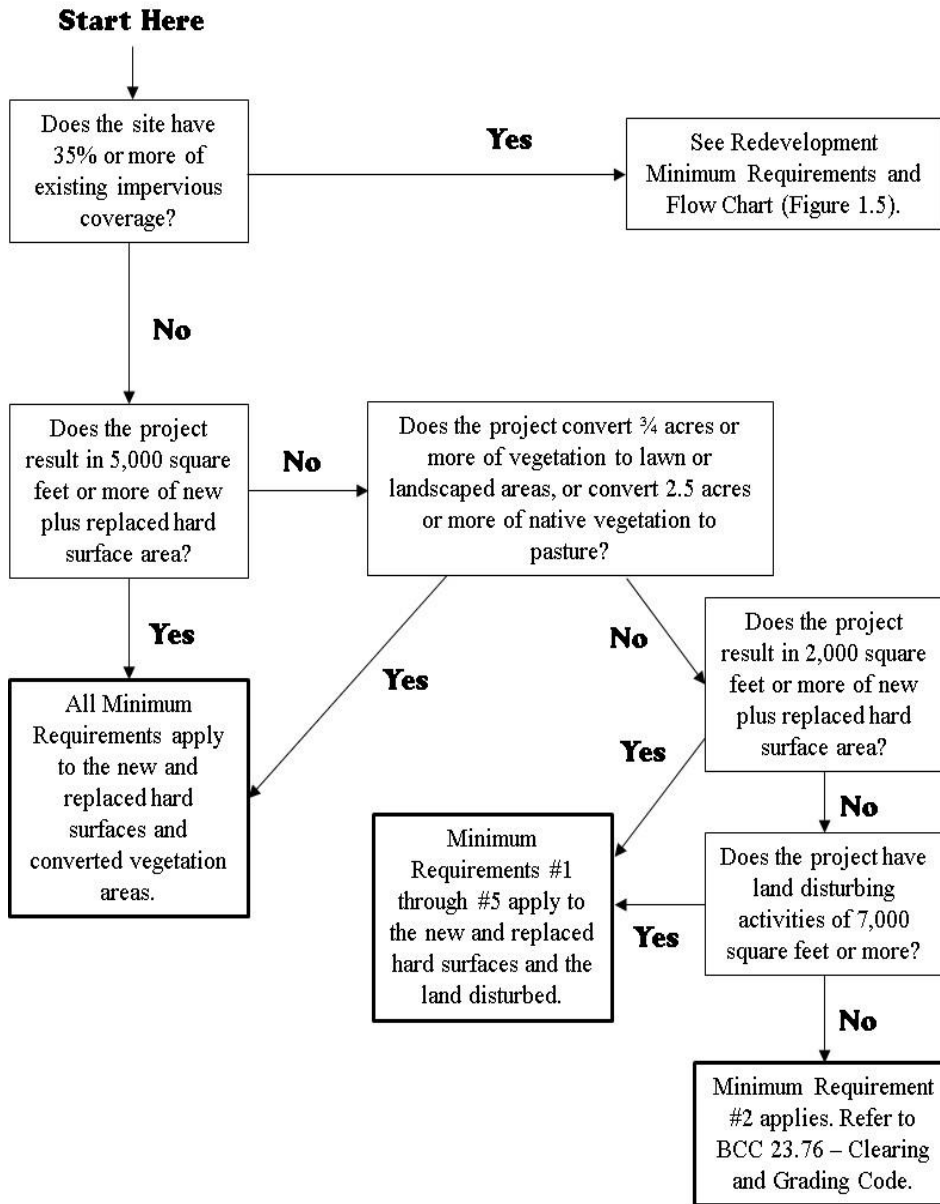 Start Here
Does the site have
35% or more of
existing impervious
coverage?
Yes
See Redevelopment
Minimum Requirements and
Flow Chart (Figure 1.5).
No
Does the project
result in 5,000 square
feet or more of new
plus replaced hard
surface area?
No
Does the project convert ¾ acres or
more of vegetation to lawn or
landscaped areas, or convert 2.5 acres
or more of native vegetation to
pasture?
Yes
All Minimum
Requirements apply
to the new and
replaced hard
surfaces and
converted vegetation
areas.
Yes
No
Does the project
result in 2,000 square
feet or more of new
plus replaced hard
surface area?
Yes
Minimum
Requirements #1
through #5 apply to
the new and replaced
hard surfaces and the
land disturbed.
No
Does the project have
land disturbing
activities of 7,000
square feet or more?
Yes
No
Minimum Requirement
#2 applies. Refer to
BCC 23.76 – Clearing
and Grading Code.